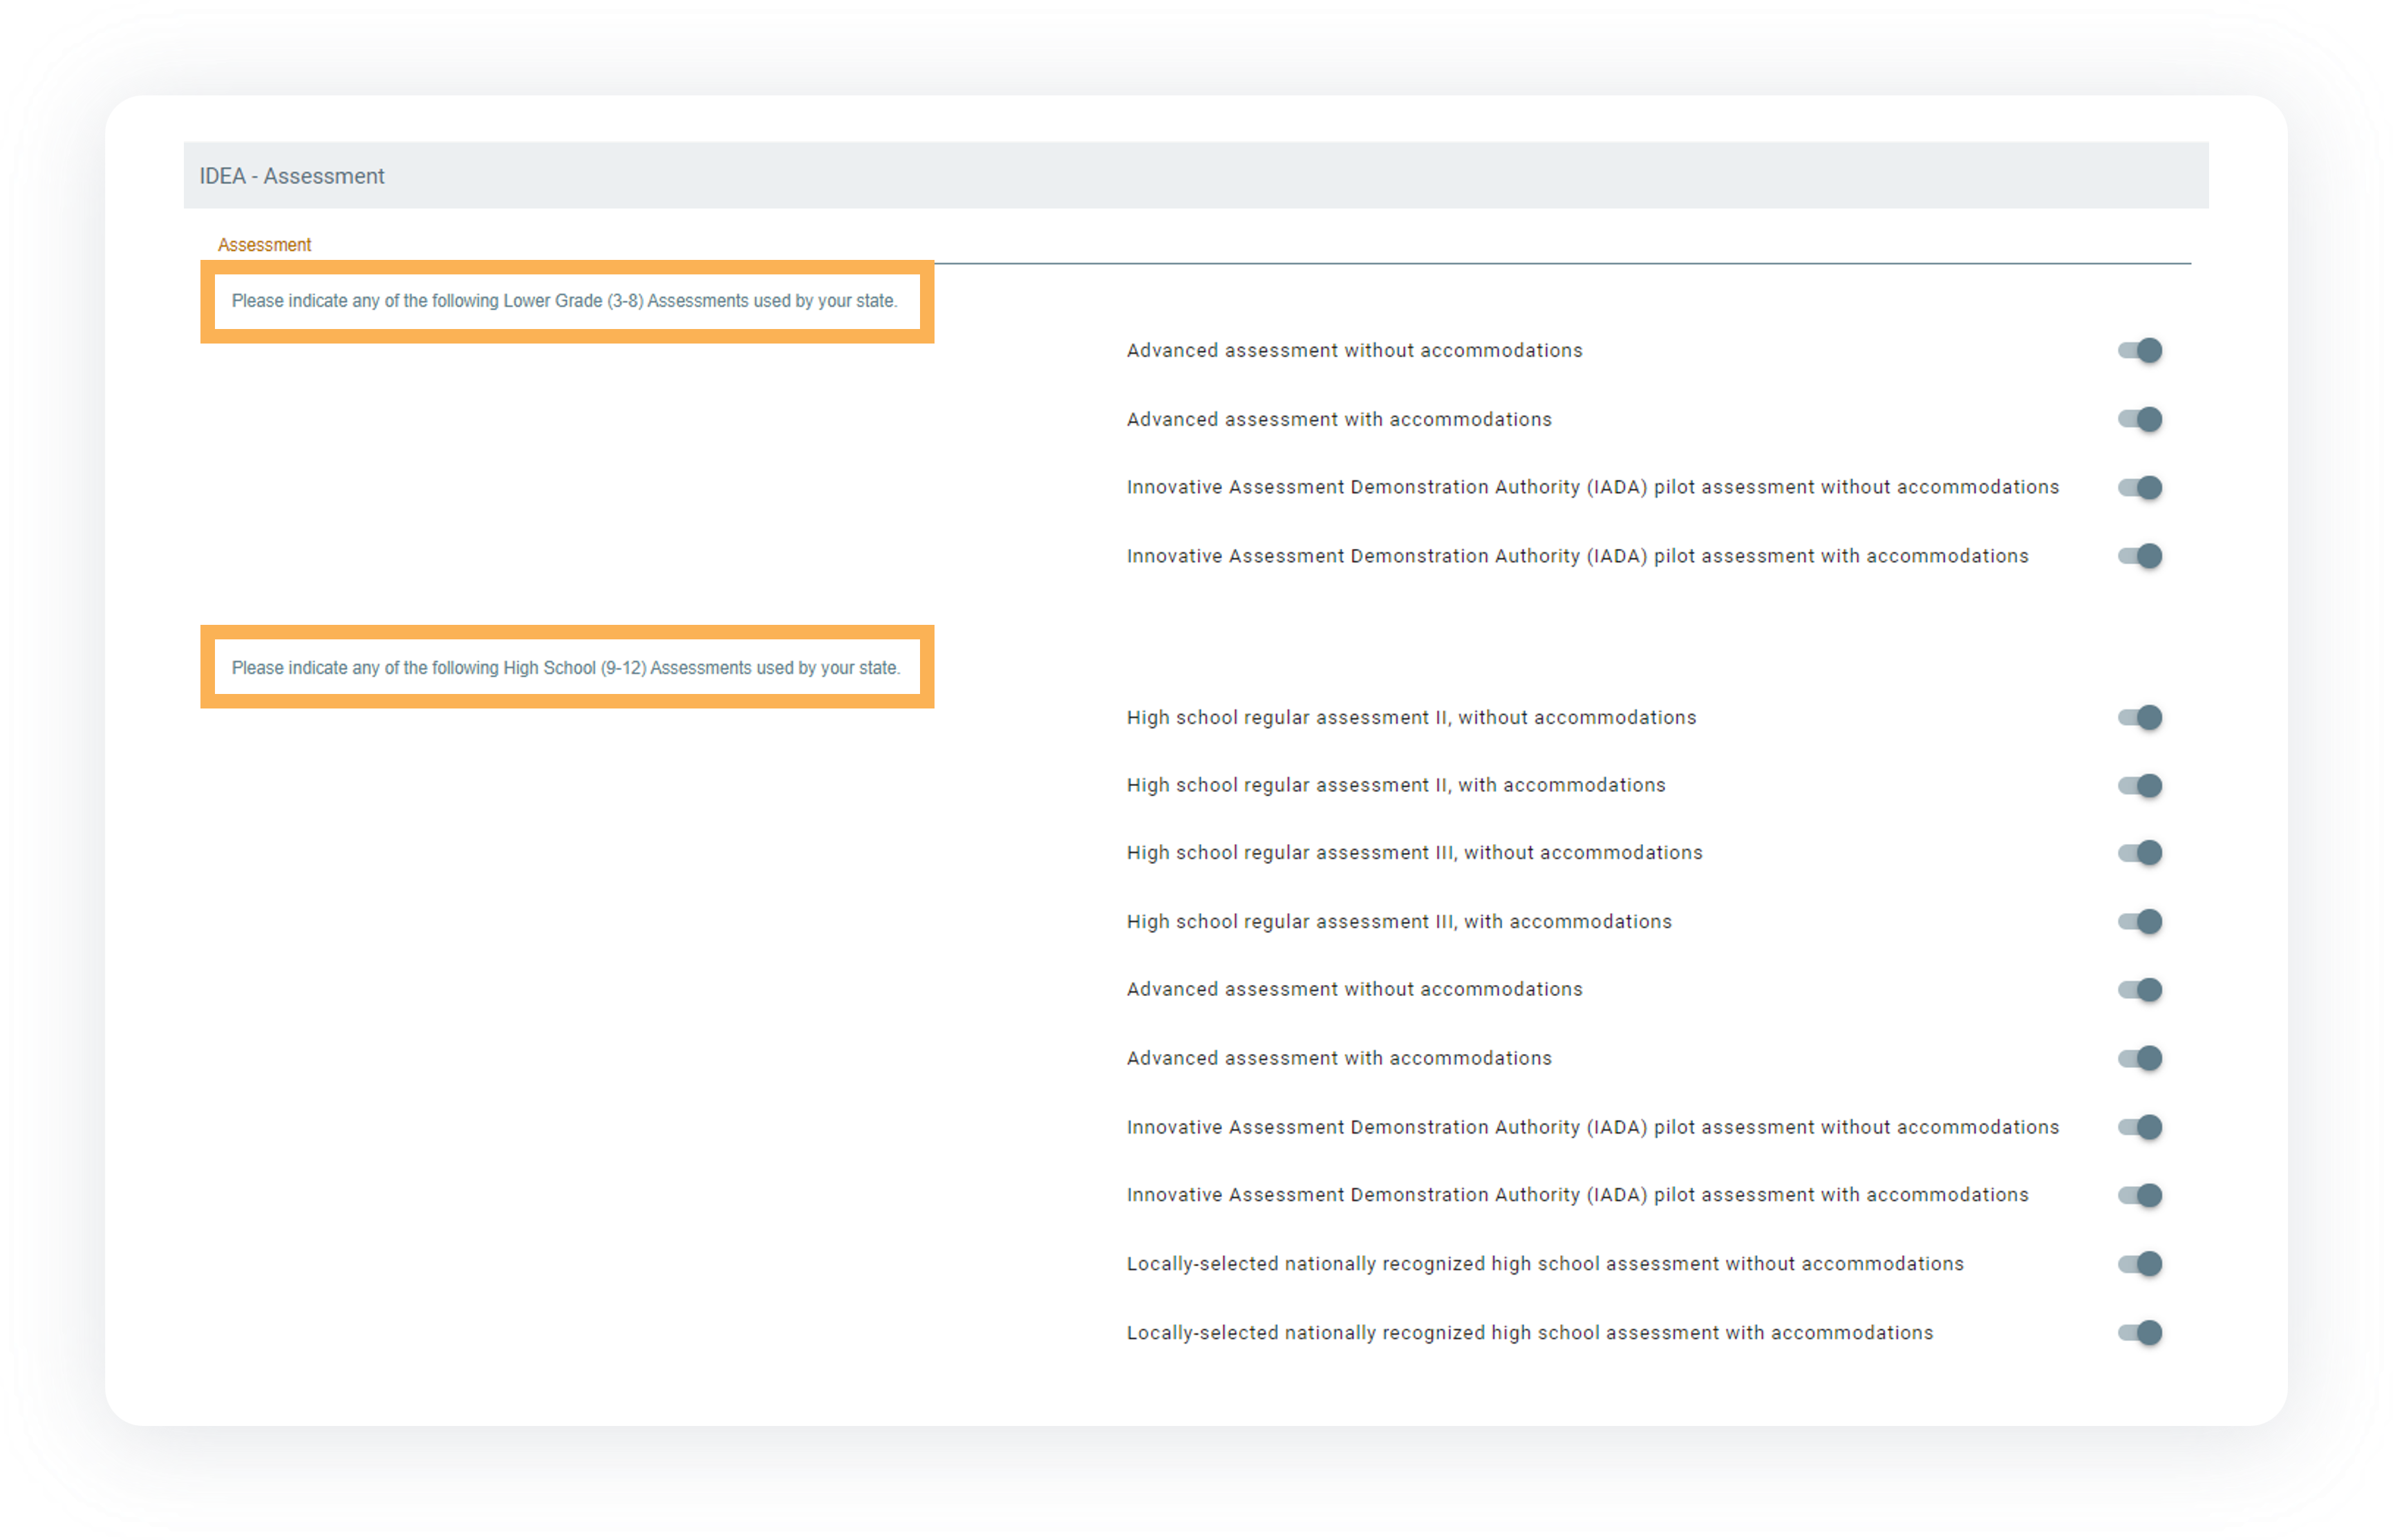 IDEA - Assessment
Assessment
Please indicate any of the following Lower Grade (3-8) Assessments used by your state.
Advanced assessment without accommodations
Advanced assessment with accommodations
Innovative Assessment Demonstration Authority (IADA) pilot assessment without accommodations
Innovative Assessment Demonstration Authority (IADA) pilot assessment with accommodations
Please indicate any of the following High School (9-12) Assessments used by your state.
High school regular assessment II, without accommodations
High school regular assessment II, with accommodations
High school regular assessment III, without accommodations
High school regular assessment III, with accommodations
Advanced assessment without accommodations
Advanced assessment with accommodations
Innovative Assessment Demonstration Authority (IADA) pilot assessment without accommodations
Innovative Assessment Demonstration Authority (IADA) pilot assessment with accommodations
Locally-selected nationally recognized high school assessment without accommodations
Locally-selected nationally recognized high school assessment with accommodations